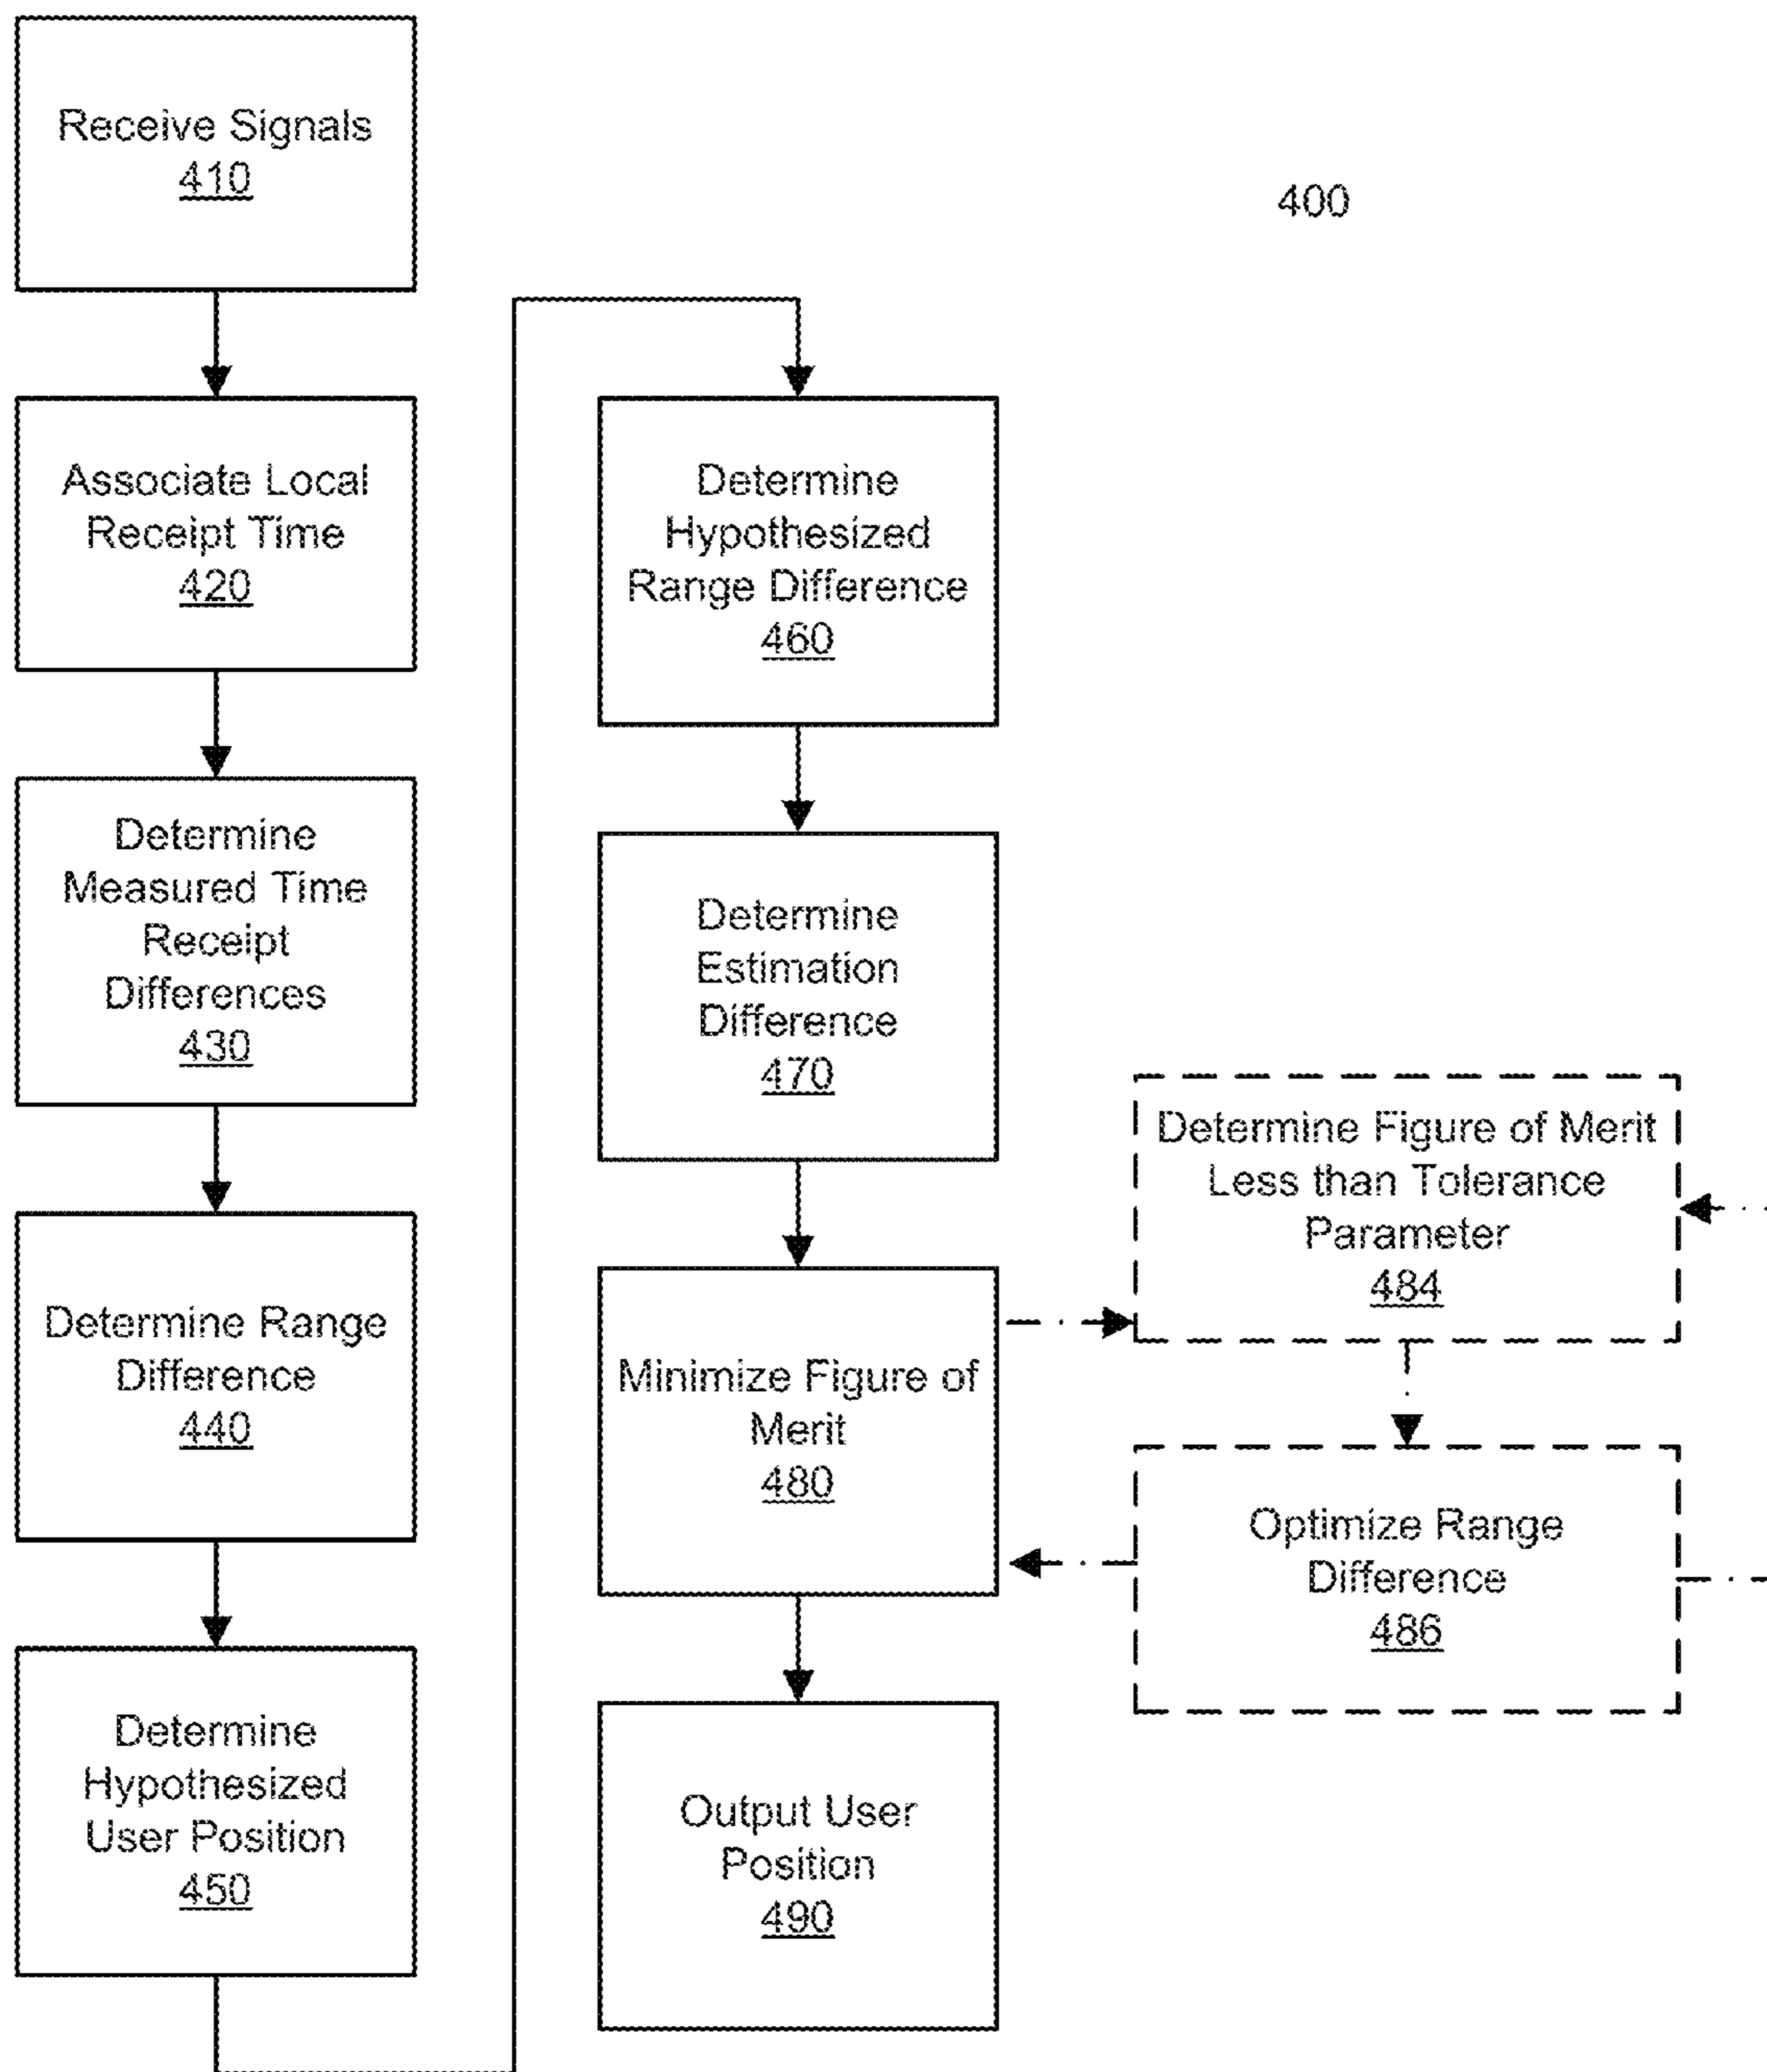 Receive Signals
410
400
Associate Local
Receipt Time
420
Determine
Measured Time
Receipt
Differences
430
Determine Range
Difference
440
Determine
Hypothesized
User Position
450
Determine
Hypothesized
Range Difference
460
Determine
Estimation
Difference
470
Minimize Figure of
Merit
480
Determine Figure of Merit
Less than Tolerance
Parameter
484
Optimize Range
Difference
486
Output User
Position
490